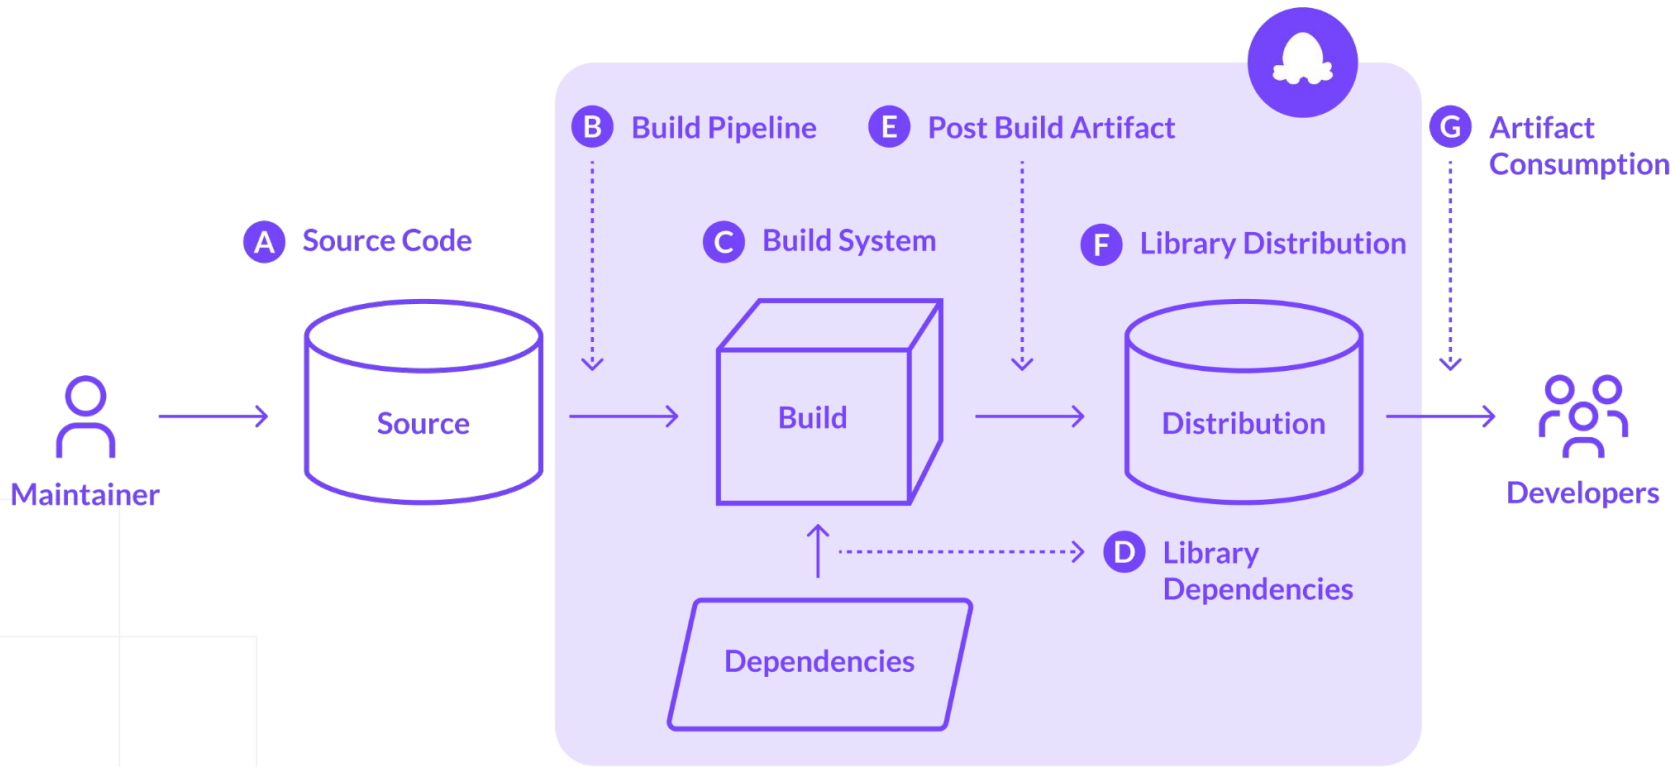 B Build Pipeline
E Post Build Artifact
G Artifact
Consumption
A Source Code
C Build System
F Library Distribution
Source
Build
Distribution
Maintainer
Developers
D Library
Dependencies
Dependencies